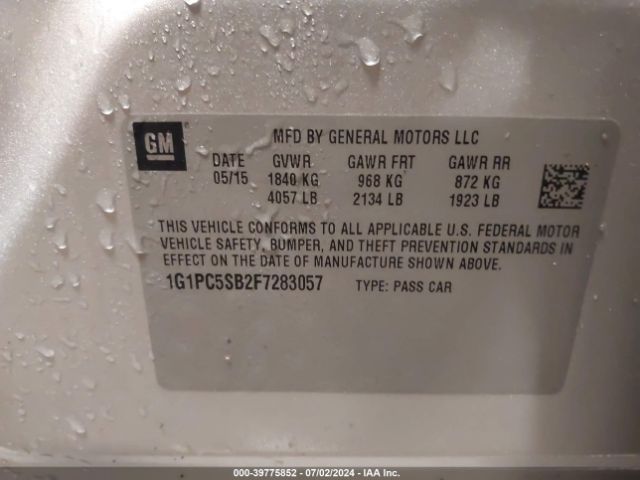 GM
MFD BY GENERAL MOTORS LLC
DATE GVWR GAWR FRT GAWR RR
05/15 1840 KG 968 KG 872 KG
4057 LB 2134 LB 1923 LB
THIS VEHICLE CONFORMS TO ALL APPLICABLE U.S. FEDERAL MOTOR
VEHICLE SAFETY, BUMPER, AND THEFT PREVENTION STANDARDS IN
EFFECT ON THE DATE OF MANUFACTURE SHOWN ABOVE.
1G1PC5SB2F7283057 TYPE: PASS CAR
000-39775852 - 07/02/2024 - IAA Inc.